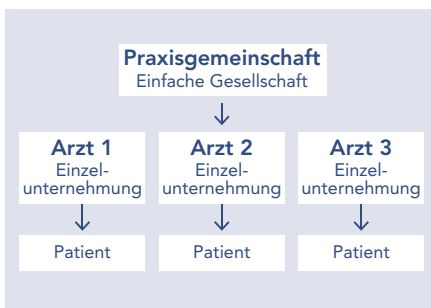 Praxisgemeinschaft
Einfache Gesellschaft
Arzt 1
Einzel-
unternehmung
Arzt 2
Einzel-
unternehmung
Arzt 3
Einzel-
unternehmung
Patient
Patient
Patient